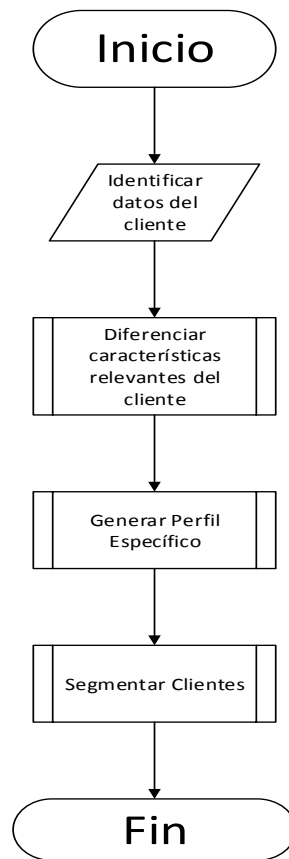 Inicio
Identificar
datos del
cliente
Diferenciar
características
relevantes del
cliente
Generar Perfil
Específico
Segmentar Clientes
Fin